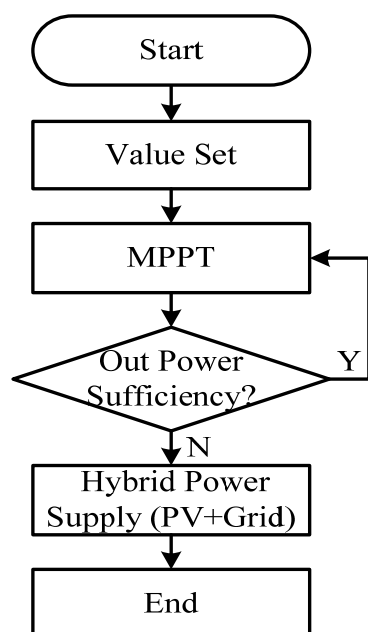 Start
Value Set
MPPT
Out Power
Sufficiency?
Y
N
Hybrid Power
Supply (PV+Grid)
End